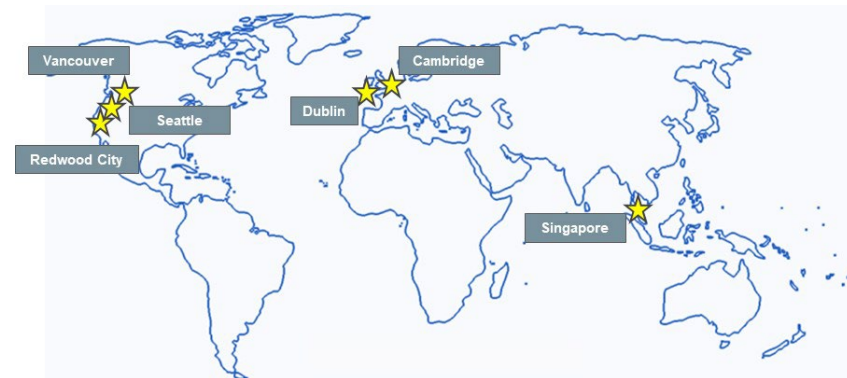 Vancouver
Cambridge
Dublin
Seattle
Redwood City
Singapore